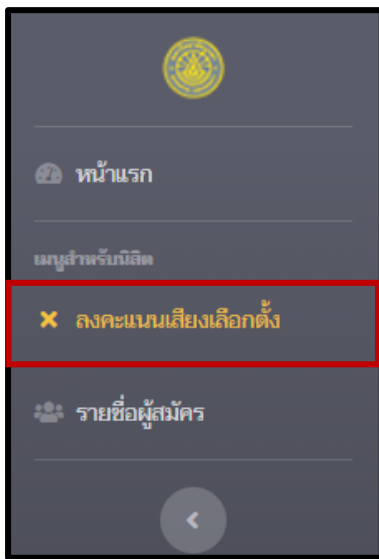 หน้าแรก
เมนูสำหรับนิสิต
ลงคะแนนเสียงเลือกตั้ง
รายชื่อผู้สมัคร